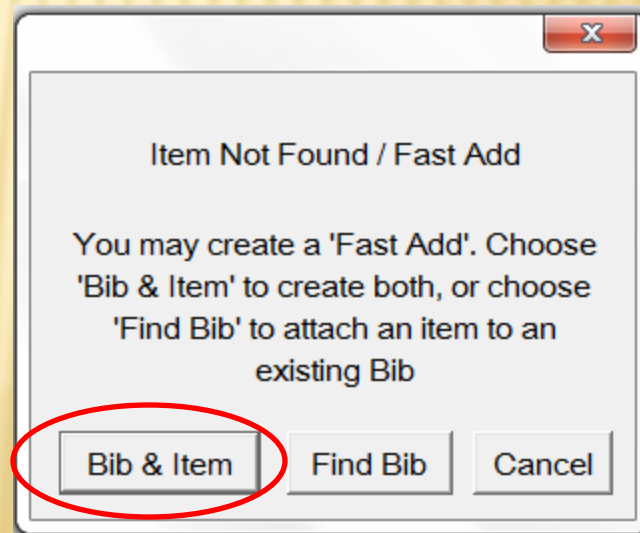 x
Item Not Found / Fast Add
You may create a 'Fast Add'. Choose
'Bib & Item' to create both, or choose
'Find Bib' to attach an item to an
existing Bib
Bib & Item Find Bib Cancel